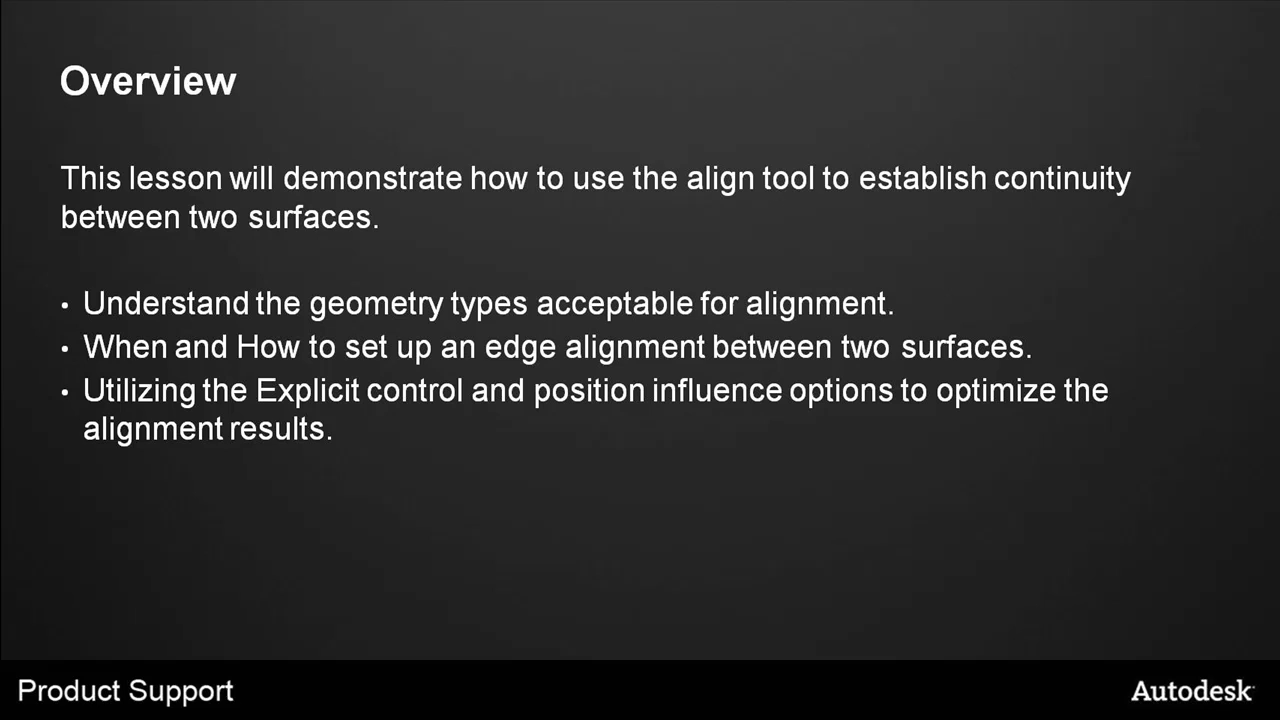 Overview
This lesson will demonstrate how to use the align tool to establish continuity
between two surfaces.
• Understand the geometry types acceptable for alignment.
• When and How to set up an edge alignment between two surfaces.
• Utilizing the Explicit control and position influence options to optimize the
alignment results.
Product Support
Autodesk